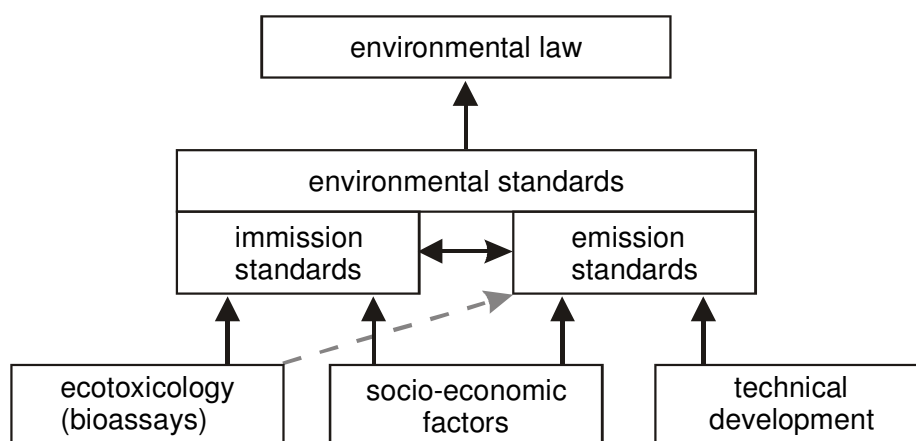 environmental law
environmental standards
immission
standards
emission
standards
ecotoxicology
(bioassays)
socio-economic
factors
technical
development